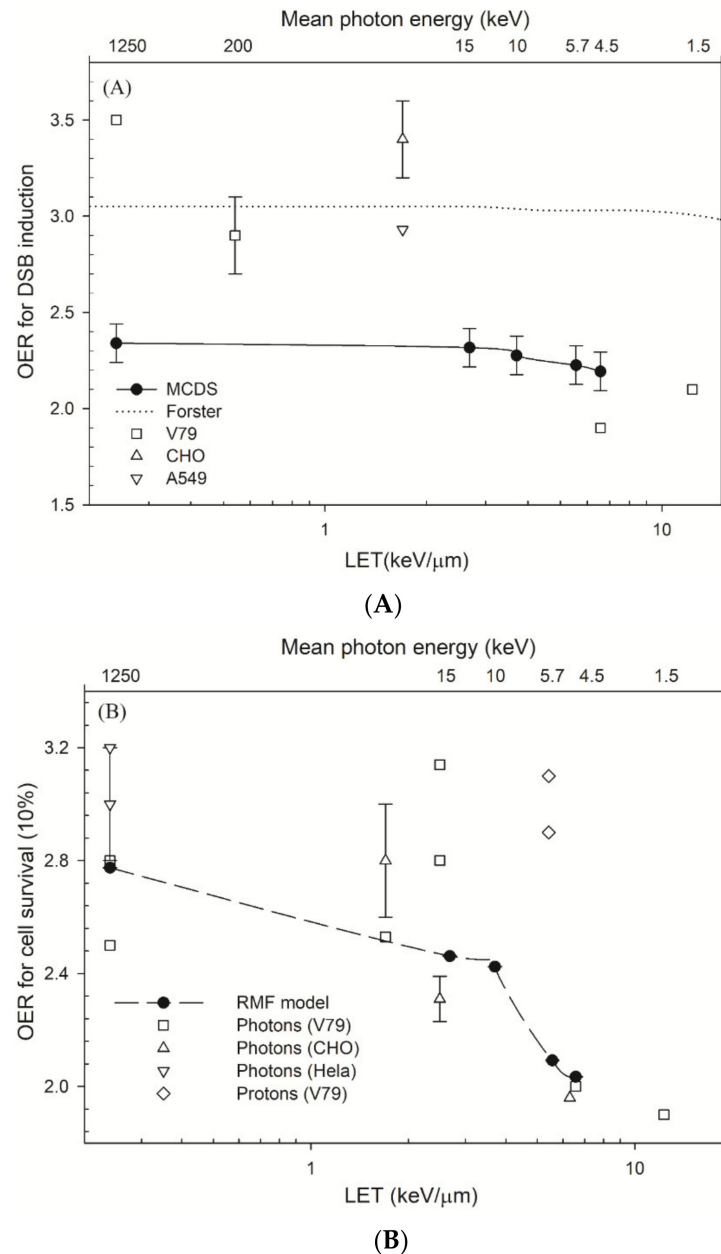 Mean photon energy (keV)
1250 200 15 10 5.7 4.5 1.5
(A)
3.5
3.0
2.5
2.0
1.5
OER for DSB induction
MCDS
Forster
V79
CHO
A549
1 10
LET(keV/μm)
(A)
Mean photon energy (keV)
1250 15 10 5.7 4.5 1.5
(B)
3.2
2.8
2.4
2.0
OER for cell survival (10%)
RMF model
Photons (V79)
Photons (CHO)
Photons (Hela)
Protons (V79)
1 10
LET (keV/μm)
(B)